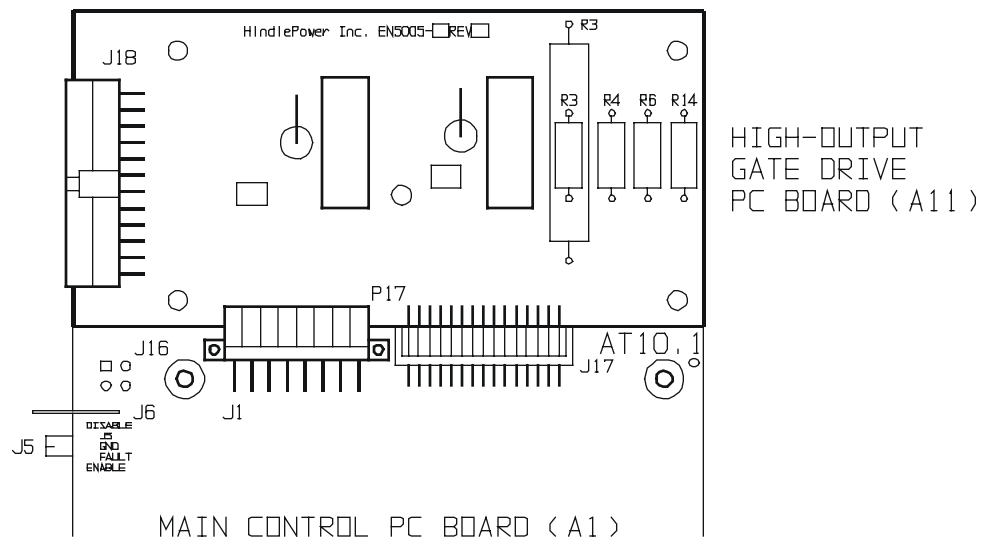 HindlePower Inc. EN5005-□REV□
R3
J18
R3 R4 R6 R14
HIGH-OUTPUT
GATE DRIVE
PC BOARD (A11)
P17
AT10.1
J16
J17
J6
J1
DISABLE
J5
GND
FAULT
ENABLE
J5
MAIN CONTROL PC BOARD (A1)